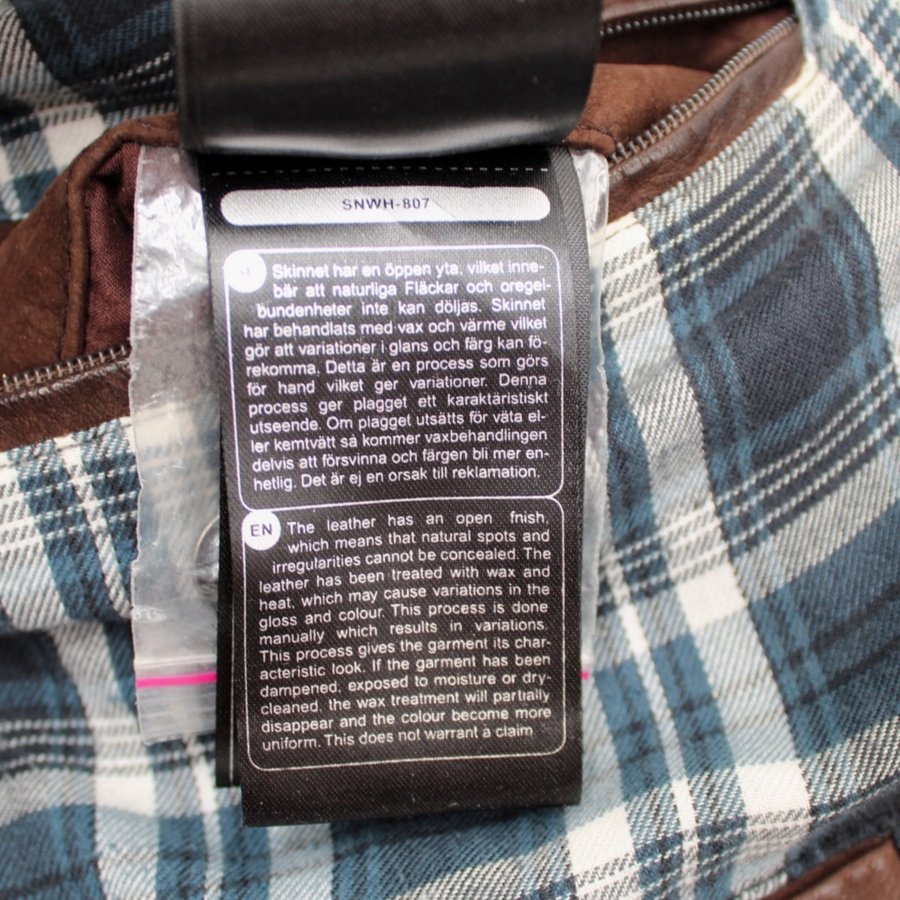 SNWH-807
Skinnet har en öppen yta, vilket inne-
bär att naturliga Fläckar och oregel-
bundenheter inte kan döljas. Skinnet
har behandlats med vax och värme vilket
gör att variationer i glans och färg kan fö-
rekomma. Detta är en process som görs
för hand vilket ger variationer. Denna
process ger plagget ett karaktäristiskt
utseende. Om plagget utsätts för väta el-
ler kemtvätt så kommer vaxbehandlingen
delvis att försvinna och färgen bli mer en-
hetlig. Det är ej en orsak till reklamation.
EN The leather has an open fnish,
which means that natural spots and
irregularities cannot be concealed. The
leather has been treated with wax and
heat, which may cause variations in the
gloss and colour. This process is done
manually which results in variations.
This process gives the garment its char-
acteristic look. If the garment has been
dampened, exposed to moisture or dry-
cleaned, the wax treatment will partially
disappear and the colour become more
uniform. This does not warrant a claim